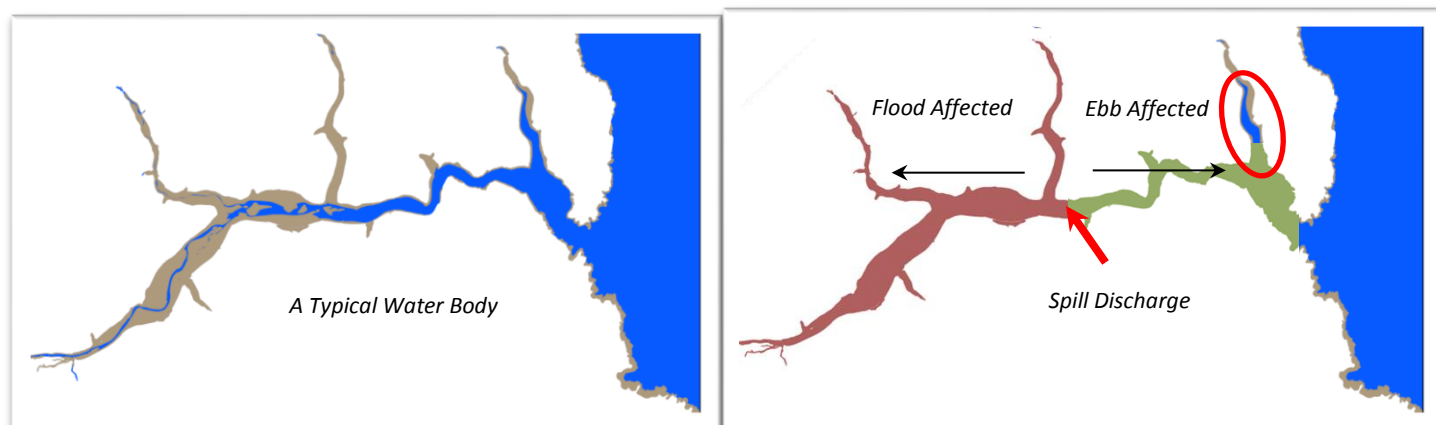 A Typical Water Body
Flood Affected
Ebb Affected
Spill Discharge